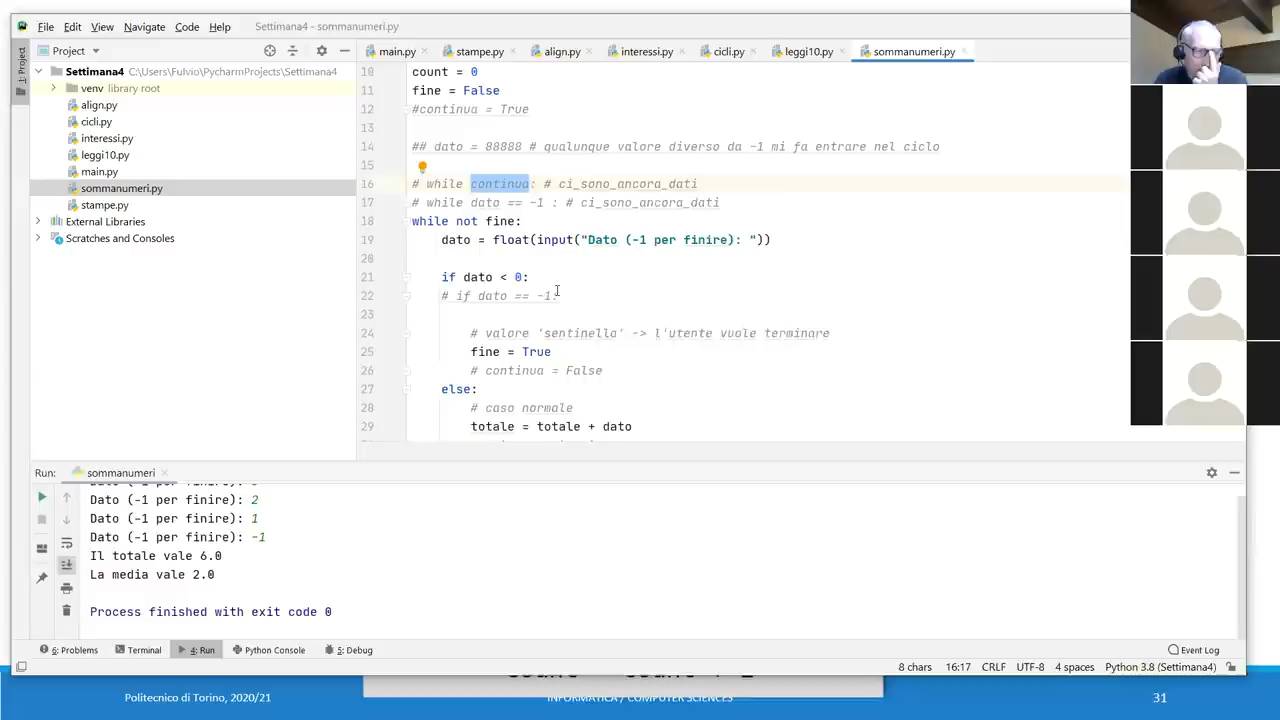 File Edit View Navigate Code Help Settimana4 - sommanumeri.py
Project main.py stampe.py align.py interessi.py cicli.py leggi10.py sommanumeri.py
1: Project
Settimana4 C:\Users\Fulvio\PycharmProjects\Settimana4
venv library root
align.py
cicli.py
interessi.py
leggi10.py
main.py
sommanumeri.py
stampe.py
External Libraries
Scratches and Consoles
10 count = 0
11 fine = False
12 #continua = True
13
14 ## dato = 88888 # qualunque valore diverso da -1 mi fa entrare nel ciclo
15
16 # while continua: # ci_sono_ancora_dati
17 # while dato == -1 : # ci_sono_ancora_dati
18 while not fine:
19 dato = float(input("Dato (-1 per finire): "))
20
21 if dato < 0:
22 # if dato == -1:
23
24 # valore 'sentinella' -> l'utente vuole terminare
25 fine = True
26 # continua = False
27 else:
28 # caso normale
29 totale = totale + dato
Run: sommanumeri
Dato (-1 per finire): 2
Dato (-1 per finire): 1
Dato (-1 per finire): -1
Il totale vale 6.0
La media vale 2.0
Process finished with exit code 0
6: Problems Terminal 4: Run Python Console 5: Debug Event Log
8 chars 16:17 CRLF UTF-8 4 spaces Python 3.8 (Settimana4)
Politecnico di Torino, 2020/21 INFORMATICA / COMPUTER SCIENCES 31